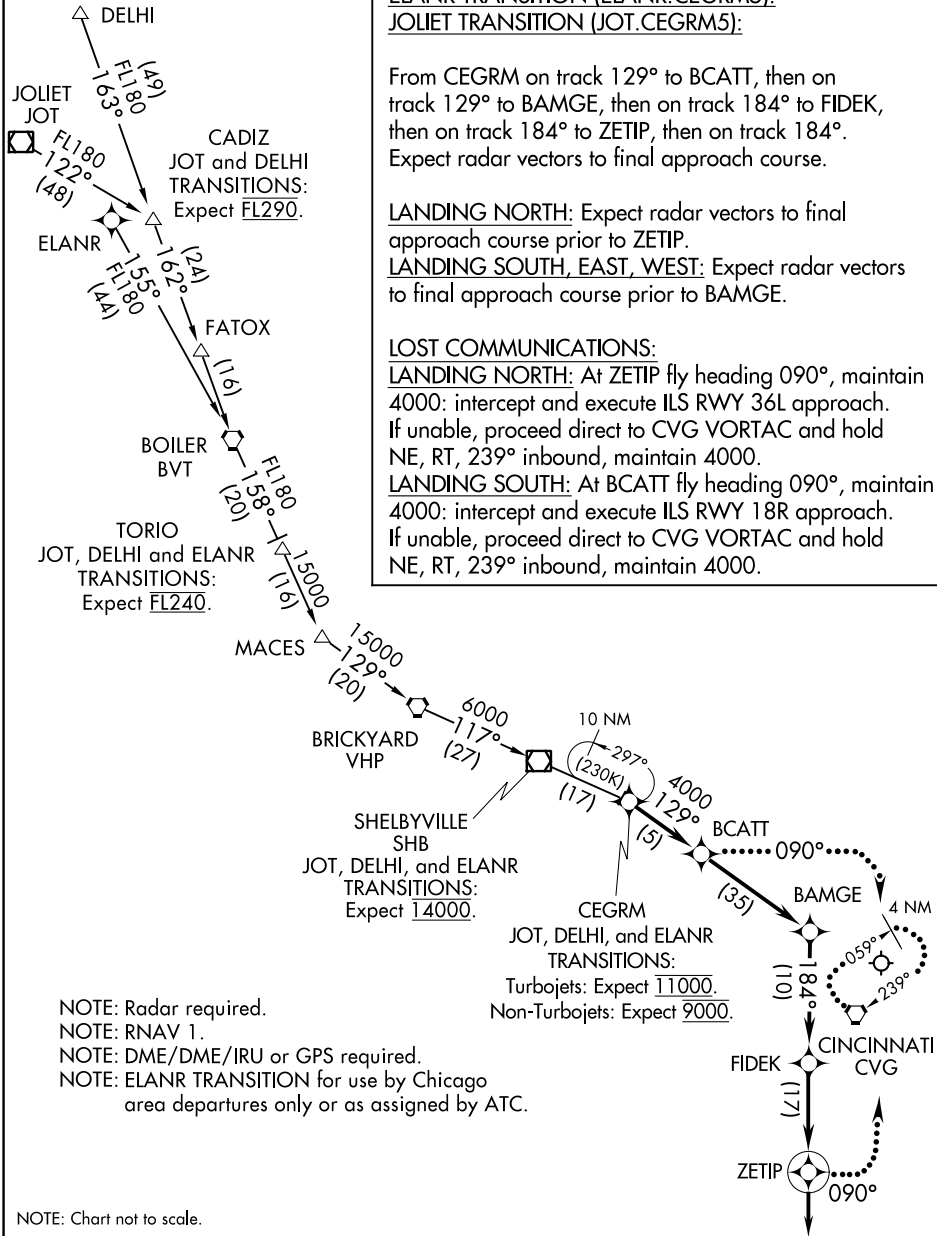 ELANR TRANSITION (ELANR.CEGRM5):
JOLIET TRANSITION (JOT.CEGRM5):
From CEGRM on track 129° to BCATT, then on
track 129° to BAMGE, then on track 184° to FIDEK,
then on track 184° to ZETIP, then on track 184°.
Expect radar vectors to final approach course.
LANDING NORTH: Expect radar vectors to final
approach course prior to ZETIP.
LANDING SOUTH, EAST, WEST: Expect radar vectors
to final approach course prior to BAMGE.
LOST COMMUNICATIONS:
LANDING NORTH: At ZETIP fly heading 090°, maintain
4000: intercept and execute ILS RWY 36L approach.
If unable, proceed direct to CVG VORTAC and hold
NE, RT, 239° inbound, maintain 4000.
LANDING SOUTH: At BCATT fly heading 090°, maintain
4000: intercept and execute ILS RWY 18R approach.
If unable, proceed direct to CVG VORTAC and hold
NE, RT, 239° inbound, maintain 4000.
DELHI
(49)
FL180
163°
JOLIET
JOT
FL180
122°
(48)
CADIZ
JOT and DELHI
TRANSITIONS:
Expect FL290.
ELANR
155°
FL180
(44)
(24)
162°
FATOX
(16)
BOILER
BVT
FL180
158°
(20)
TORIO
JOT, DELHI and ELANR
TRANSITIONS:
Expect FL240.
15000
(16)
MACES
15000
129°
(20)
BRICKYARD
VHP
6000
117°
(27)
SHELBYVILLE
SHB
JOT, DELHI, and ELANR
TRANSITIONS:
Expect 14000.
10 NM
297°
(230K)
(17)
4000
129°
(5)
CEGRM
JOT, DELHI, and ELANR
TRANSITIONS:
Turbojets: Expect 11000.
Non-Turbojets: Expect 9000.
BCATT
090°
(35)
BAMGE
4 NM
059°
239°
184°
(10)
CINCINNATI
CVG
FIDEK
(17)
ZETIP
090°
NOTE: Radar required.
NOTE: RNAV 1.
NOTE: DME/DME/IRU or GPS required.
NOTE: ELANR TRANSITION for use by Chicago
area departures only or as assigned by ATC.
NOTE: Chart not to scale.